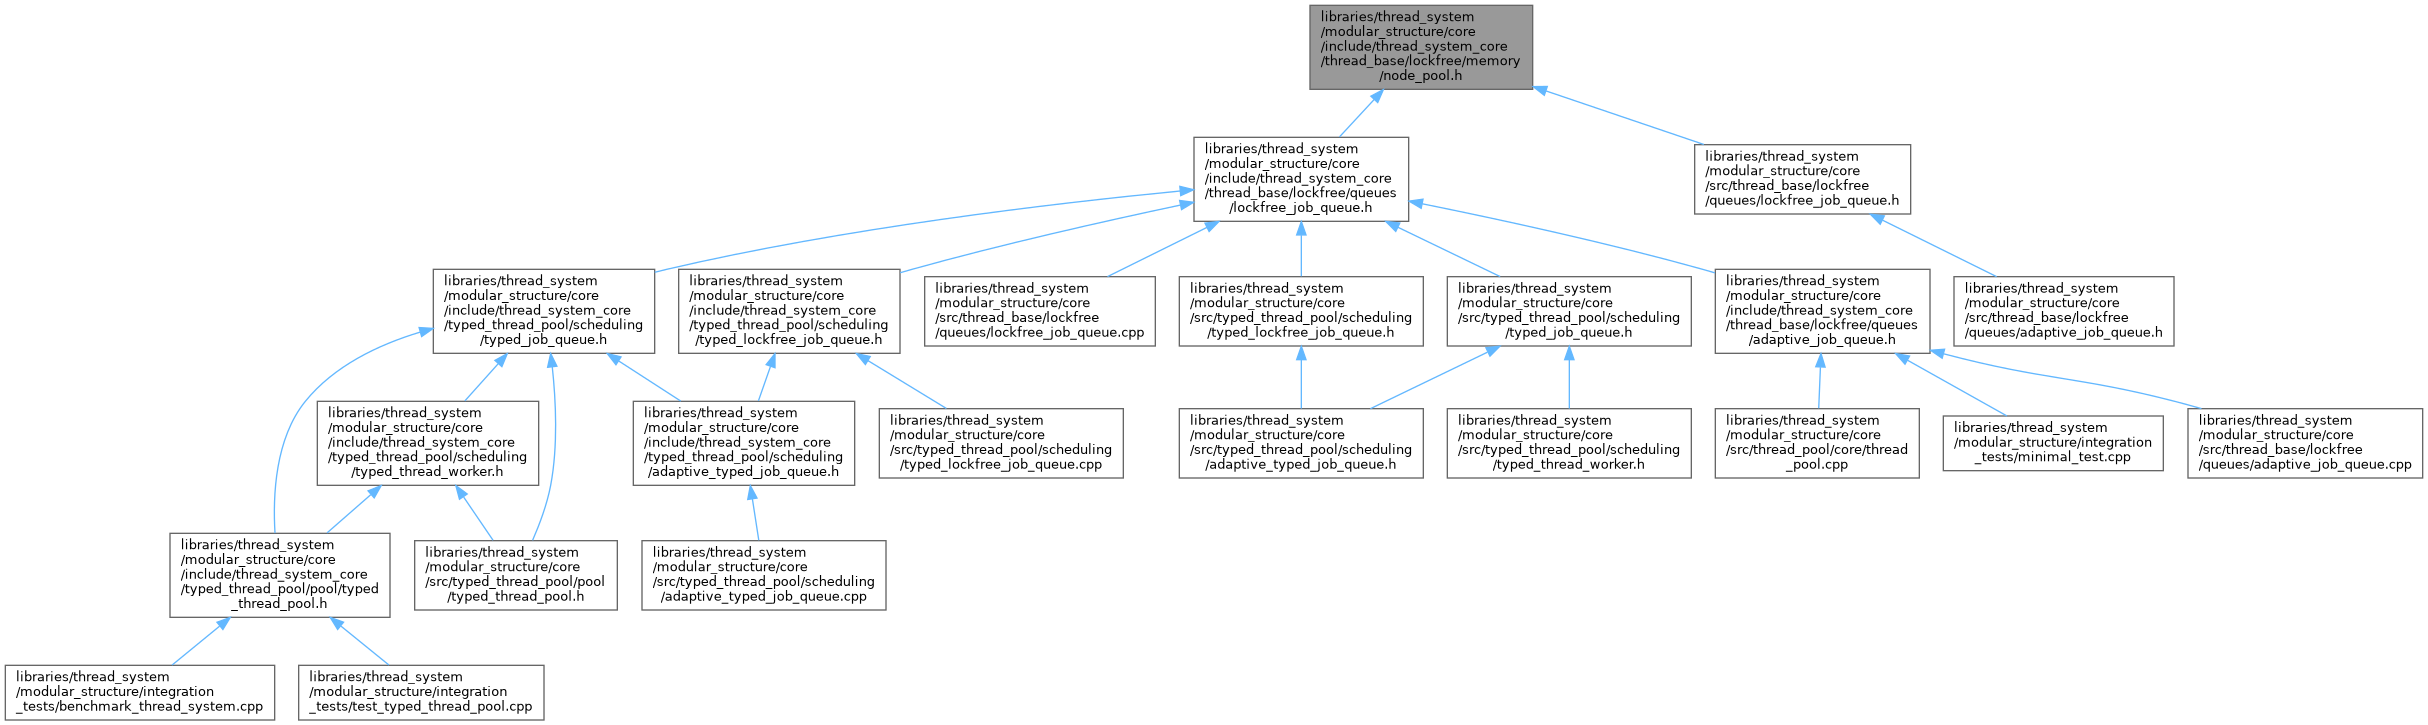 libraries/thread_system
/modular_structure/core
/include/thread_system_core
/thread_base/lockfree/memory
/node_pool.h
libraries/thread_system
/modular_structure/core
/include/thread_system_core
/thread_base/lockfree/queues
/lockfree_job_queue.h
libraries/thread_system
/modular_structure/core
/src/thread_base/lockfree
/queues/lockfree_job_queue.h
libraries/thread_system
/modular_structure/core
/include/thread_system_core
/typed_thread_pool/scheduling
/typed_job_queue.h
libraries/thread_system
/modular_structure/core
/include/thread_system_core
/typed_thread_pool/scheduling
/typed_lockfree_job_queue.h
libraries/thread_system
/modular_structure/core
/src/thread_base/lockfree
/queues/lockfree_job_queue.cpp
libraries/thread_system
/modular_structure/core
/src/typed_thread_pool/scheduling
/typed_lockfree_job_queue.h
libraries/thread_system
/modular_structure/core
/src/typed_thread_pool/scheduling
/typed_job_queue.h
libraries/thread_system
/modular_structure/core
/include/thread_system_core
/thread_base/lockfree/queues
/adaptive_job_queue.h
libraries/thread_system
/modular_structure/core
/src/thread_base/lockfree
/queues/adaptive_job_queue.h
libraries/thread_system
/modular_structure/core
/include/thread_system_core
/typed_thread_pool/scheduling
/typed_thread_worker.h
libraries/thread_system
/modular_structure/core
/include/thread_system_core
/typed_thread_pool/scheduling
/adaptive_typed_job_queue.h
libraries/thread_system
/modular_structure/core
/src/typed_thread_pool/scheduling
/typed_lockfree_job_queue.cpp
libraries/thread_system
/modular_structure/core
/src/typed_thread_pool/scheduling
/adaptive_typed_job_queue.h
libraries/thread_system
/modular_structure/core
/src/typed_thread_pool/scheduling
/typed_thread_worker.h
libraries/thread_system
/modular_structure/core
/src/thread_pool/core/thread
_pool.cpp
libraries/thread_system
/modular_structure/integration
_tests/minimal_test.cpp
libraries/thread_system
/modular_structure/core
/src/thread_base/lockfree
/queues/adaptive_job_queue.cpp
libraries/thread_system
/modular_structure/core
/include/thread_system_core
/typed_thread_pool/pool/typed
_thread_pool.h
libraries/thread_system
/modular_structure/core
/src/typed_thread_pool/pool
/typed_thread_pool.h
libraries/thread_system
/modular_structure/core
/src/typed_thread_pool/scheduling
/adaptive_typed_job_queue.cpp
libraries/thread_system
/modular_structure/integration
_tests/benchmark_thread_system.cpp
libraries/thread_system
/modular_structure/integration
_tests/test_typed_thread_pool.cpp